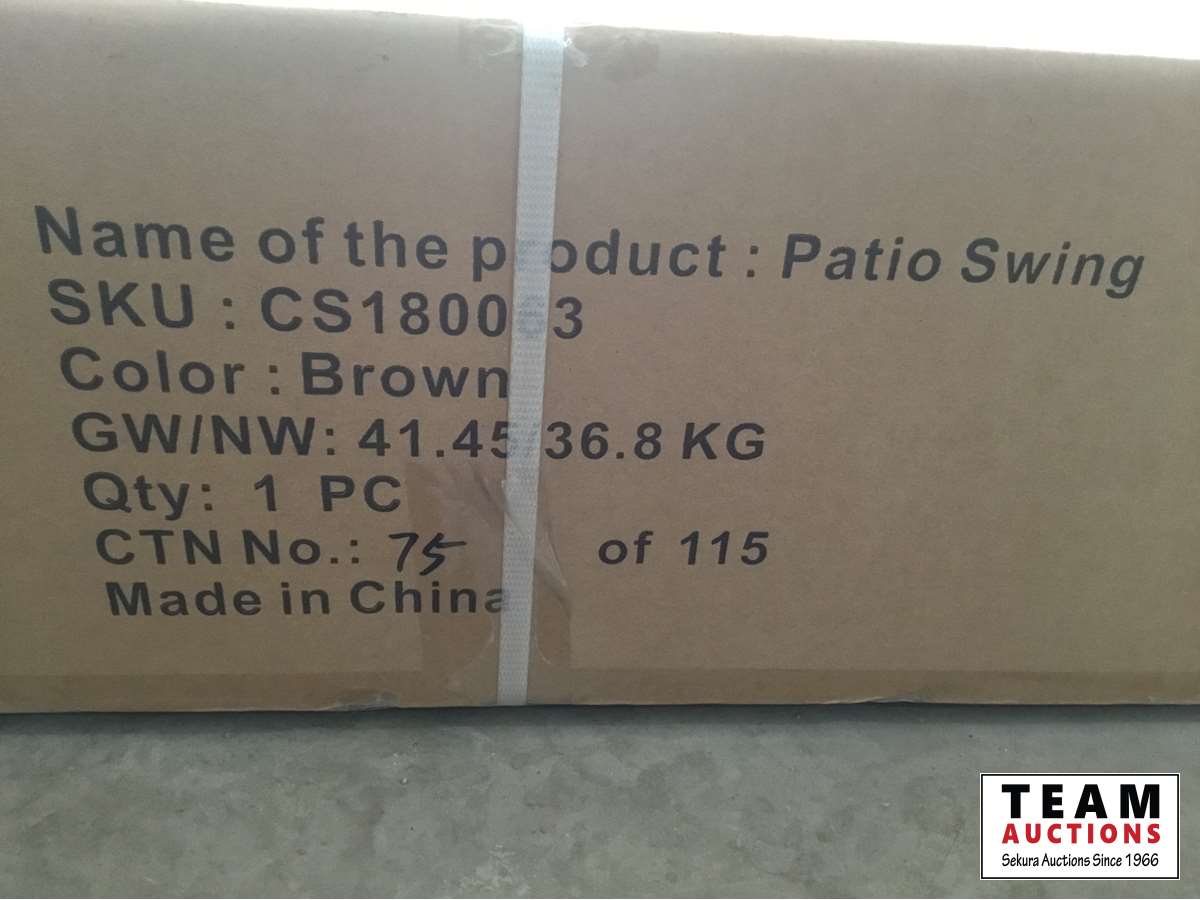 Name of the product : Patio Swing
SKU : CS180003
Color : Brown
GW/NW: 41.45/36.8 KG
Qty: 1 PC
CTN No.: 75 of 115
Made in China
TEAM
AUCTIONS
Sekura Auctions Since 1966